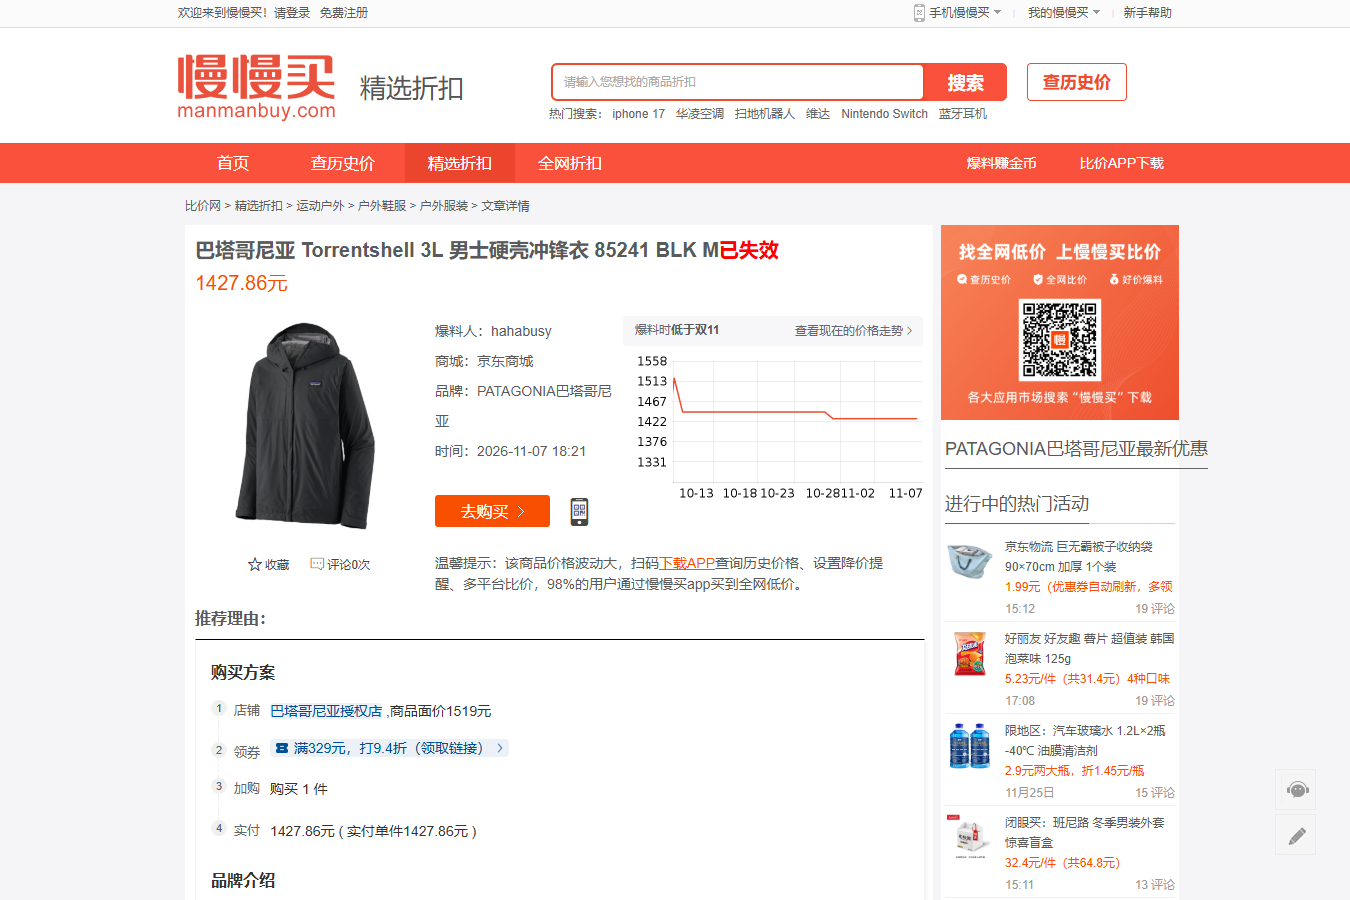 欢迎来到慢慢买！请登录 免费注册
手机慢慢买 我的慢慢买 新手帮助
慢慢买
manmanbuy.com
精选折扣
请输入您想找的商品折扣
搜索
查历史价
热门搜索： iphone 17 华凌空调 扫地机器人 维达 Nintendo Switch 蓝牙耳机
首页 查历史价 精选折扣 全网折扣 爆料赚金币 比价APP下载
比价网 > 精选折扣 > 运动户外 > 户外鞋服 > 户外服装 > 文章详情
巴塔哥尼亚 Torrentshell 3L 男士硬壳冲锋衣 85241 BLK M已失效
1427.86元
爆料人：hahabusy
商城：京东商城
品牌：PATAGONIA巴塔哥尼
亚
时间：2026-11-07 18:21
爆料时低于双11 查看现在的价格走势
1558
1513
1467
1422
1376
1331
10-13 10-18 10-23 10-28 11-02 11-07
去购买
收藏 评论0次
温馨提示：该商品价格波动大，扫码下载APP查询历史价格、设置降价提
醒、多平台比价，98%的用户通过慢慢买app买到全网低价。
推荐理由：
购买方案
1 店铺 巴塔哥尼亚授权店 ,商品面价1519元
2 领券 满329元，打9.4折（领取链接）
3 加购 购买 1 件
4 实付 1427.86元 ( 实付单件1427.86元 )
品牌介绍
找全网低价 上慢慢买比价
查历史价 全网比价 好价爆料
慢
各大应用市场搜索“慢慢买”下载
PATAGONIA巴塔哥尼亚最新优惠
进行中的热门活动
京东物流 巨无霸被子收纳袋
90×70cm 加厚 1个装
1.99元（优惠券自动刷新，多领
15:12 19 评论
好丽友 好友趣 薯片 超值装 韩国
泡菜味 125g
5.23元/件（共31.4元）4种口味
17:08 19 评论
限地区：汽车玻璃水 1.2L×2瓶
-40℃ 油膜清洁剂
2.9元两大瓶，折1.45元/瓶
11月25日 15 评论
闭眼买：班尼路 冬季男装外套
惊喜盲盒
32.4元/件（共64.8元）
15:11 13 评论